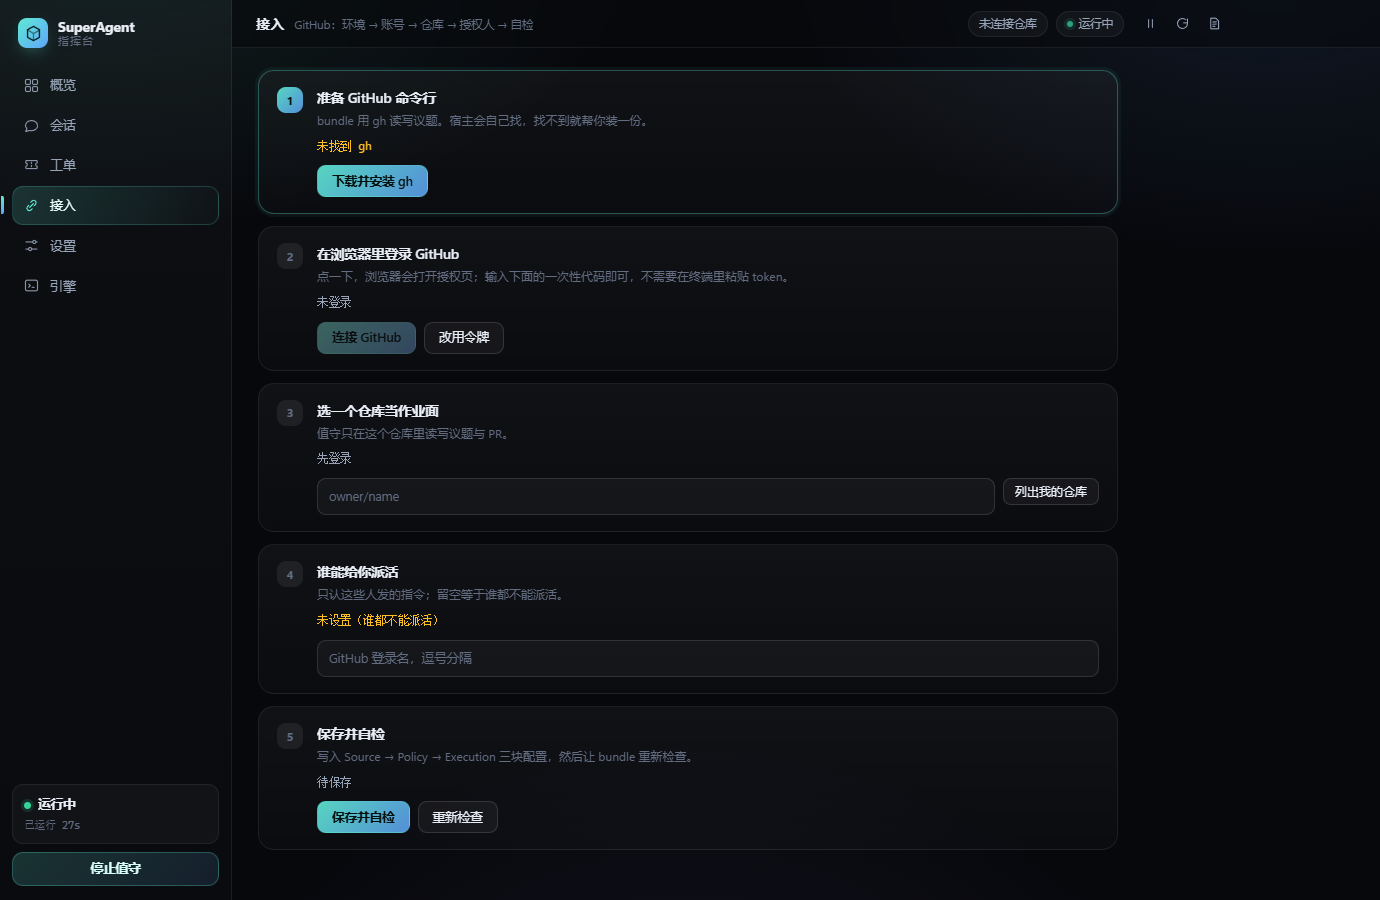 SuperAgent
指挥台
概览
会话
工单
接入
设置
引擎
运行中
已运行 27s
停止值守
接入 GitHub：环境 → 账号 → 仓库 → 授权人 → 自检
未连接仓库 运行中
1 准备 GitHub 命令行
bundle 用 gh 读写议题。宿主会自己找，找不到就帮你装一份。
未找到 gh
下载并安装 gh
2 在浏览器里登录 GitHub
点一下，浏览器会打开授权页；输入下面的一次性代码即可，不需要在终端里粘贴 token。
未登录
连接 GitHub 改用令牌
3 选一个仓库当作业面
值守只在这个仓库里读写议题与 PR。
先登录
owner/name 列出我的仓库
4 谁能给你派活
只认这些人发的指令；留空等于谁都不能派活。
未设置（谁都不能派活）
GitHub 登录名，逗号分隔
5 保存并自检
写入 Source → Policy → Execution 三块配置，然后让 bundle 重新检查。
待保存
保存并自检 重新检查